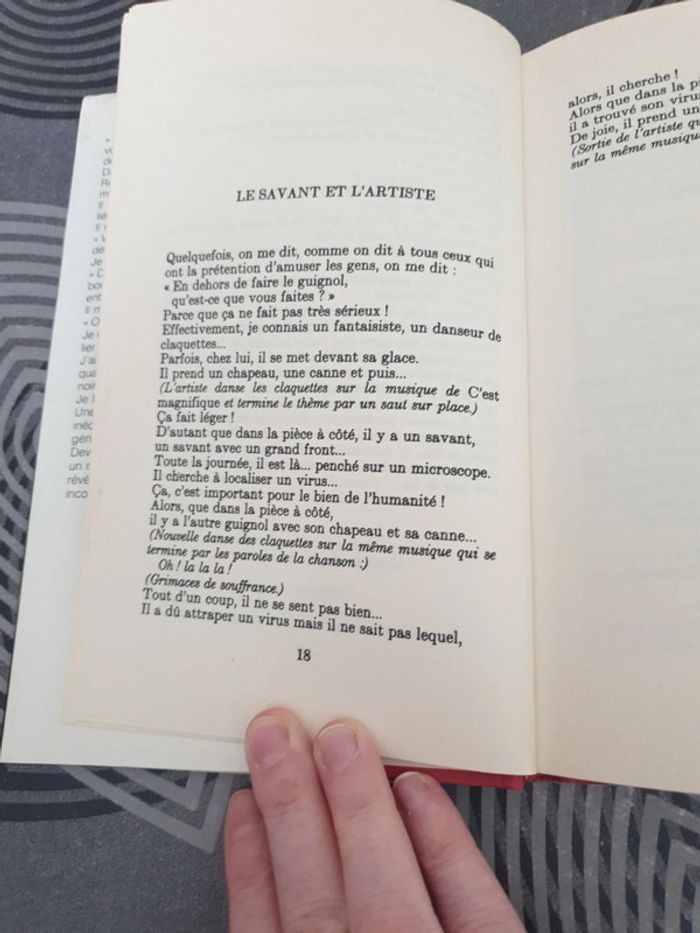 LE SAVANT ET L'ARTISTE
Quelquefois, on me dit, comme on dit à tous ceux qui
ont la prétention d'amuser les gens, on me dit :
« En dehors de faire le guignol,
qu'est-ce que vous faites ? »
Parce que ça ne fait pas très sérieux !
Effectivement, je connais un fantaisiste, un danseur de
claquettes...
Parfois, chez lui, il se met devant sa glace.
Il prend un chapeau, une canne et puis...
(L'artiste danse les claquettes sur la musique de C'est
magnifique et termine le thème par un saut sur place.)
Ça fait léger !
D'autant que dans la pièce à côté, il y a un savant,
un savant avec un grand front...
Toute la journée, il est là... penché sur un microscope.
Il cherche à localiser un virus...
Ça, c'est important pour le bien de l'humanité !
Alors, que dans la pièce à côté,
il y a l'autre guignol avec son chapeau et sa canne...
(Nouvelle danse des claquettes sur la même musique qui se
termine par les paroles de la chanson :)
Oh ! la la la !
(Grimaces de souffrance.)
Tout d'un coup, il ne se sent pas bien...
Il a dû attraper un virus mais il ne sait pas lequel,
18
alors, il cherche !
Alors que dans la
il a trouvé son
De joie, il prend un
(Sortie de l'artiste
sur la même